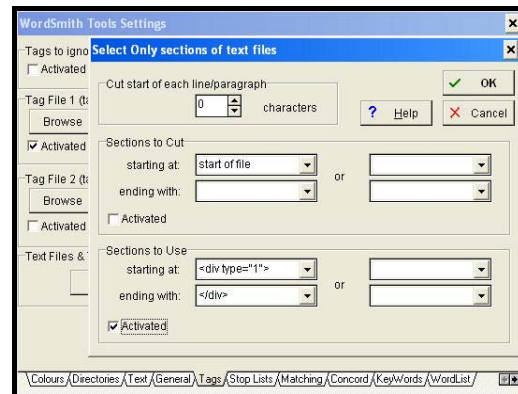 WordSmith Tools Settings
Tags to igno
Activated
Tag File 1 (ta
Browse
Activated
Tag File 2 (ta
Browse
Activated
Text Files &
Select Only sections of text files
Cut start of each line/paragraph
0 characters
OK
? Help
Cancel
Sections to Cut
starting at: start of file
or
ending with:
Activated
Sections to Use
starting at: <div type="1">
or
ending with: </div>
Activated
Colours Directories Text General Tags Stop Lists Matching Concord KeyWords WordList